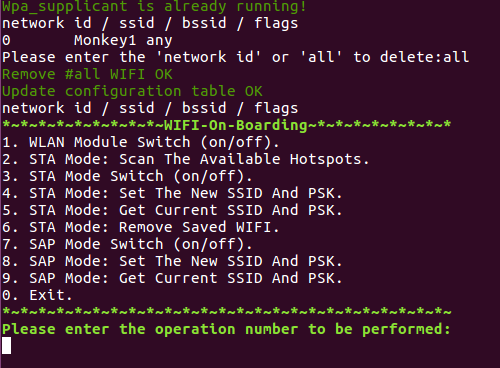 Wpa_supplicant is already running!
network id / ssid / bssid / flags
0       Monkey1 any
Please enter the 'network id' or 'all' to delete:all
Remove #all WIFI OK
Update configuration table OK
network id / ssid / bssid / flags
*~*~*~*~*~*~*~*~*~WIFI-On-Boarding~*~*~*~*~*~*~*~*
1. WLAN Module Switch (on/off).
2. STA Mode: Scan The Available Hotspots.
3. STA Mode Switch (on/off).
4. STA Mode: Set The New SSID And PSK.
5. STA Mode: Get Current SSID And PSK.
6. STA Mode: Remove Saved WIFI.
7. SAP Mode Switch (on/off).
8. SAP Mode: Set The New SSID And PSK.
9. SAP Mode: Get Current SSID And PSK.
0. Exit.
*~*~*~*~*~*~*~*~*~*~*~*~*~*~*~*~*~*~*~*~*~*~*~*~*~
Please enter the operation number to be performed: